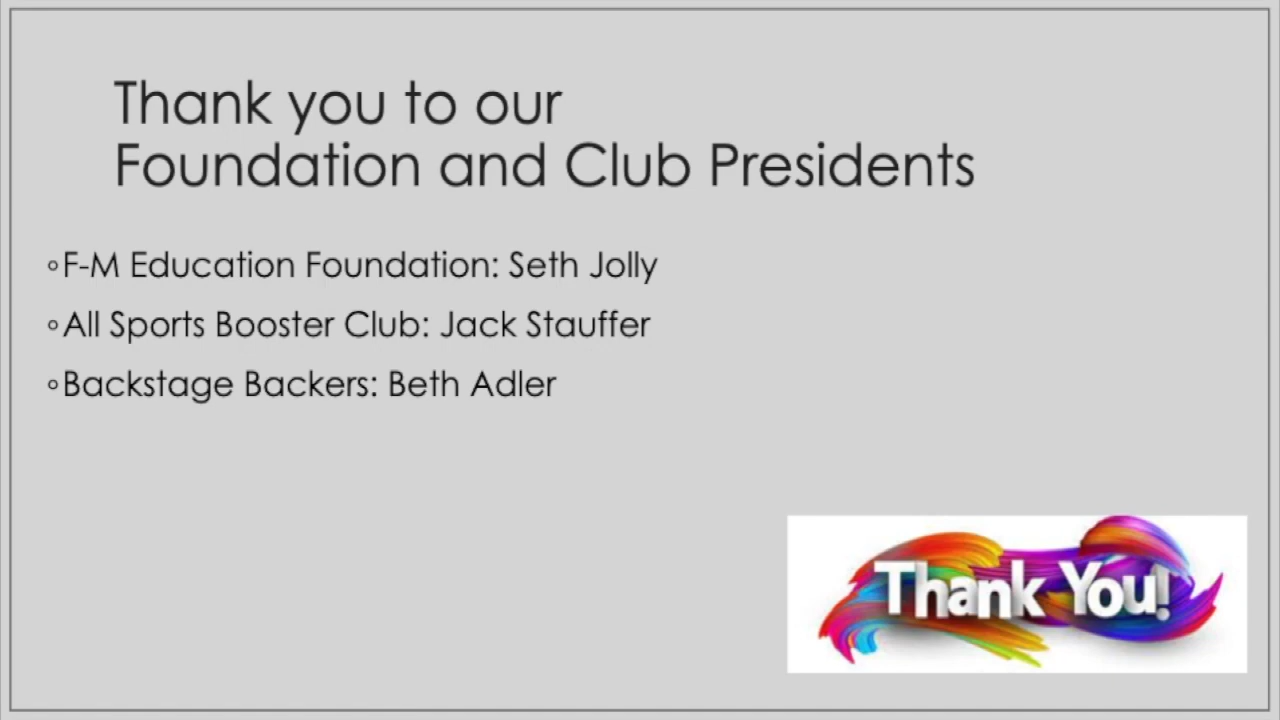 Thank you to our
Foundation and Club Presidents
◦F-M Education Foundation: Seth Jolly
◦All Sports Booster Club: Jack Stauffer
◦Backstage Backers: Beth Adler
Thank You!